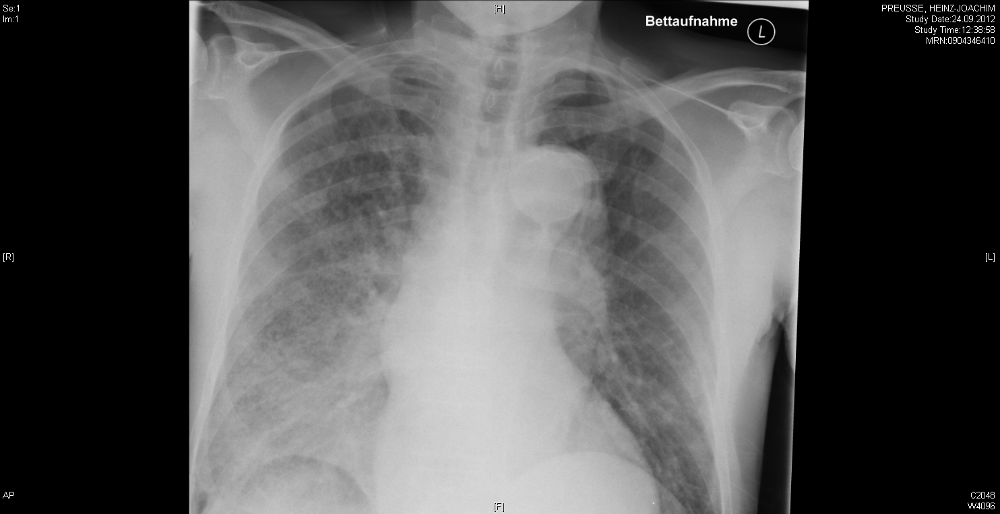 Se:1
Im:1
[H]
Bettaufnahme
L
PREUSSE, HEINZ-JOACHIM
Study Date:24.09.2012
Study Time:12:38:58
MRN:0904346410
[R]
[L]
AP
[F]
C2048
W4096